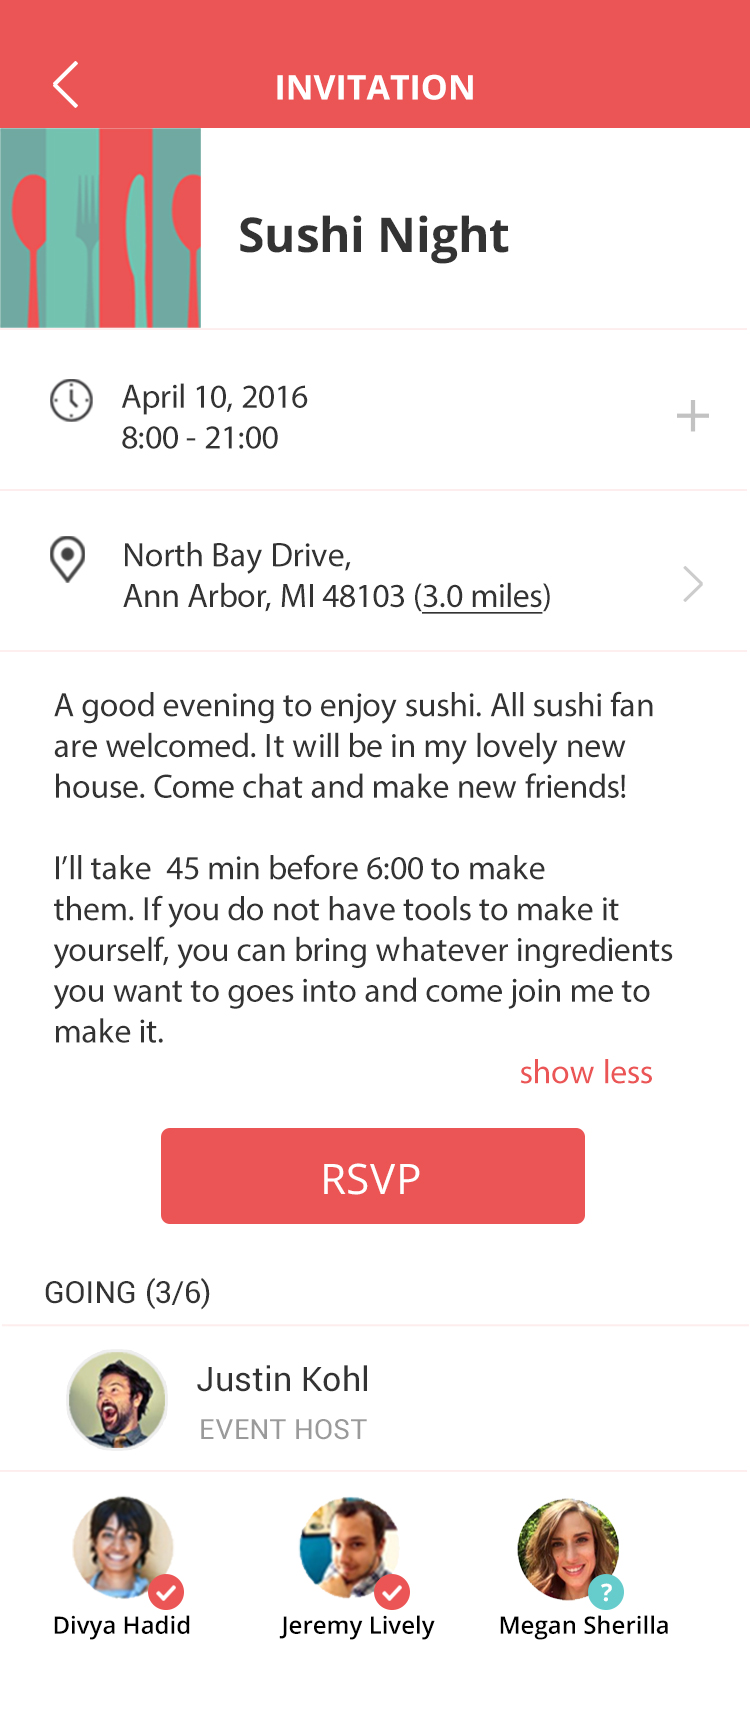 INVITATION
Sushi Night
April 10, 2016
8:00 - 21:00
North Bay Drive,
Ann Arbor, MI 48103 (3.0 miles)
A good evening to enjoy sushi. All sushi fan
are welcomed. It will be in my lovely new
house. Come chat and make new friends!
I’ll take  45 min before 6:00 to make
them. If you do not have tools to make it
yourself, you can bring whatever ingredients
you want to goes into and come join me to
make it.
show less
RSVP
GOING (3/6)
Justin Kohl
EVENT HOST
?
Divya Hadid Jeremy Lively Megan Sherilla